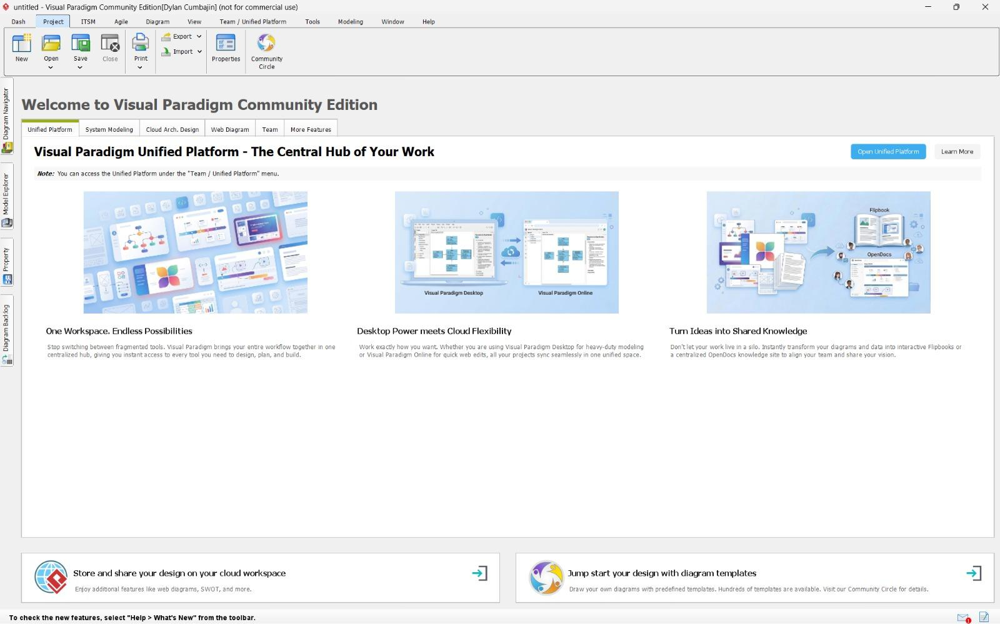 untitled - Visual Paradigm Community Edition[Dylan Cumbajin] (not for commercial use)
Dash Project ITSM Agile Diagram View Team / Unified Platform Tools Modeling Window Help
New Open Save Close Print Export Import Properties Community Circle
Diagram Navigator
Model Explorer
Property
Diagram Backlog
Welcome to Visual Paradigm Community Edition
Unified Platform System Modeling Cloud Arch. Design Web Diagram Team More Features
Visual Paradigm Unified Platform - The Central Hub of Your Work
Open Unified Platform Learn More
Note: You can access the Unified Platform under the "Team / Unified Platform" menu.
Visual Paradigm Desktop Visual Paradigm Online
Flipbook
OpenDocs
One Workspace. Endless Possibilities
Stop switching between fragmented tools. Visual Paradigm brings your entire workflow together in one
centralized hub, giving you instant access to every tool you need to design, plan, and build.
Desktop Power meets Cloud Flexibility
Work exactly how you want. Whether you are using Visual Paradigm Desktop for heavy-duty modeling
or Visual Paradigm Online for quick web edits, all your projects sync seamlessly in one unified space.
Turn Ideas into Shared Knowledge
Don't let your work live in a silo. Instantly transform your diagrams and data into interactive Flipbooks or
a centralized OpenDocs knowledge site to align your team and share your vision.
Store and share your design on your cloud workspace
Enjoy additional features like web diagrams, SWOT, and more.
Jump start your design with diagram templates
Draw your own diagrams with predefined templates. Hundreds of templates are available. Visit our Community Circle for details.
To check the new features, select "Help > What's New" from the toolbar.
1